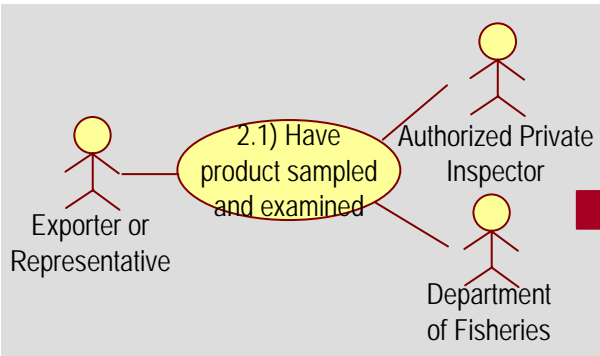 2.1) Have
product sampled
and examined
Authorized Private
Inspector
Exporter or
Representative
Department
of Fisheries